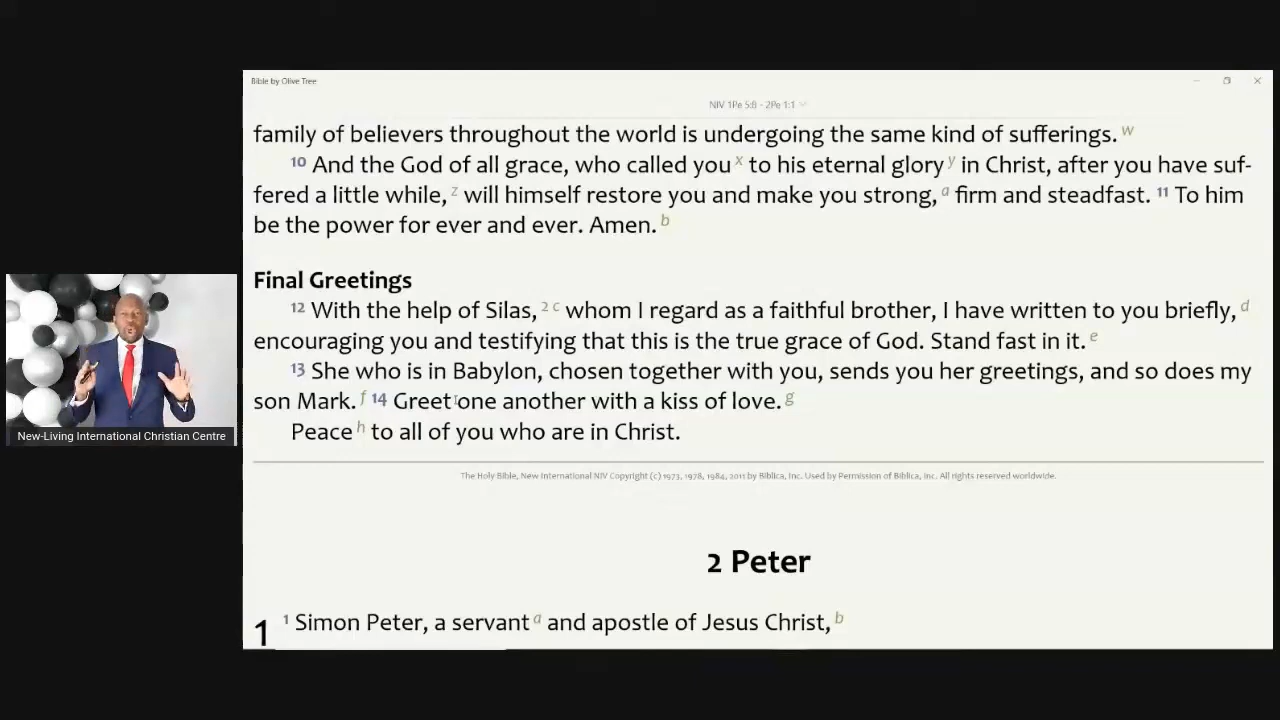 Bible by Olive Tree
NIV 1Pe 5:8 - 2Pe 1:1
family of believers throughout the world is undergoing the same kind of sufferings. w
10 And the God of all grace, who called you x to his eternal glory y in Christ, after you have suf-
fered a little while, z will himself restore you and make you strong, a firm and steadfast. 11 To him
be the power for ever and ever. Amen. b
Final Greetings
12 With the help of Silas, 2 c whom I regard as a faithful brother, I have written to you briefly, d
encouraging you and testifying that this is the true grace of God. Stand fast in it. e
13 She who is in Babylon, chosen together with you, sends you her greetings, and so does my
son Mark. f 14 Greet one another with a kiss of love. g
Peace h to all of you who are in Christ.
The Holy Bible, New International NIV Copyright (c) 1973, 1978, 1984, 2011 by Biblica, Inc. Used by Permission of Biblica, Inc. All rights reserved worldwide.
2 Peter
1 1 Simon Peter, a servant a and apostle of Jesus Christ, b
New-Living International Christian Centre